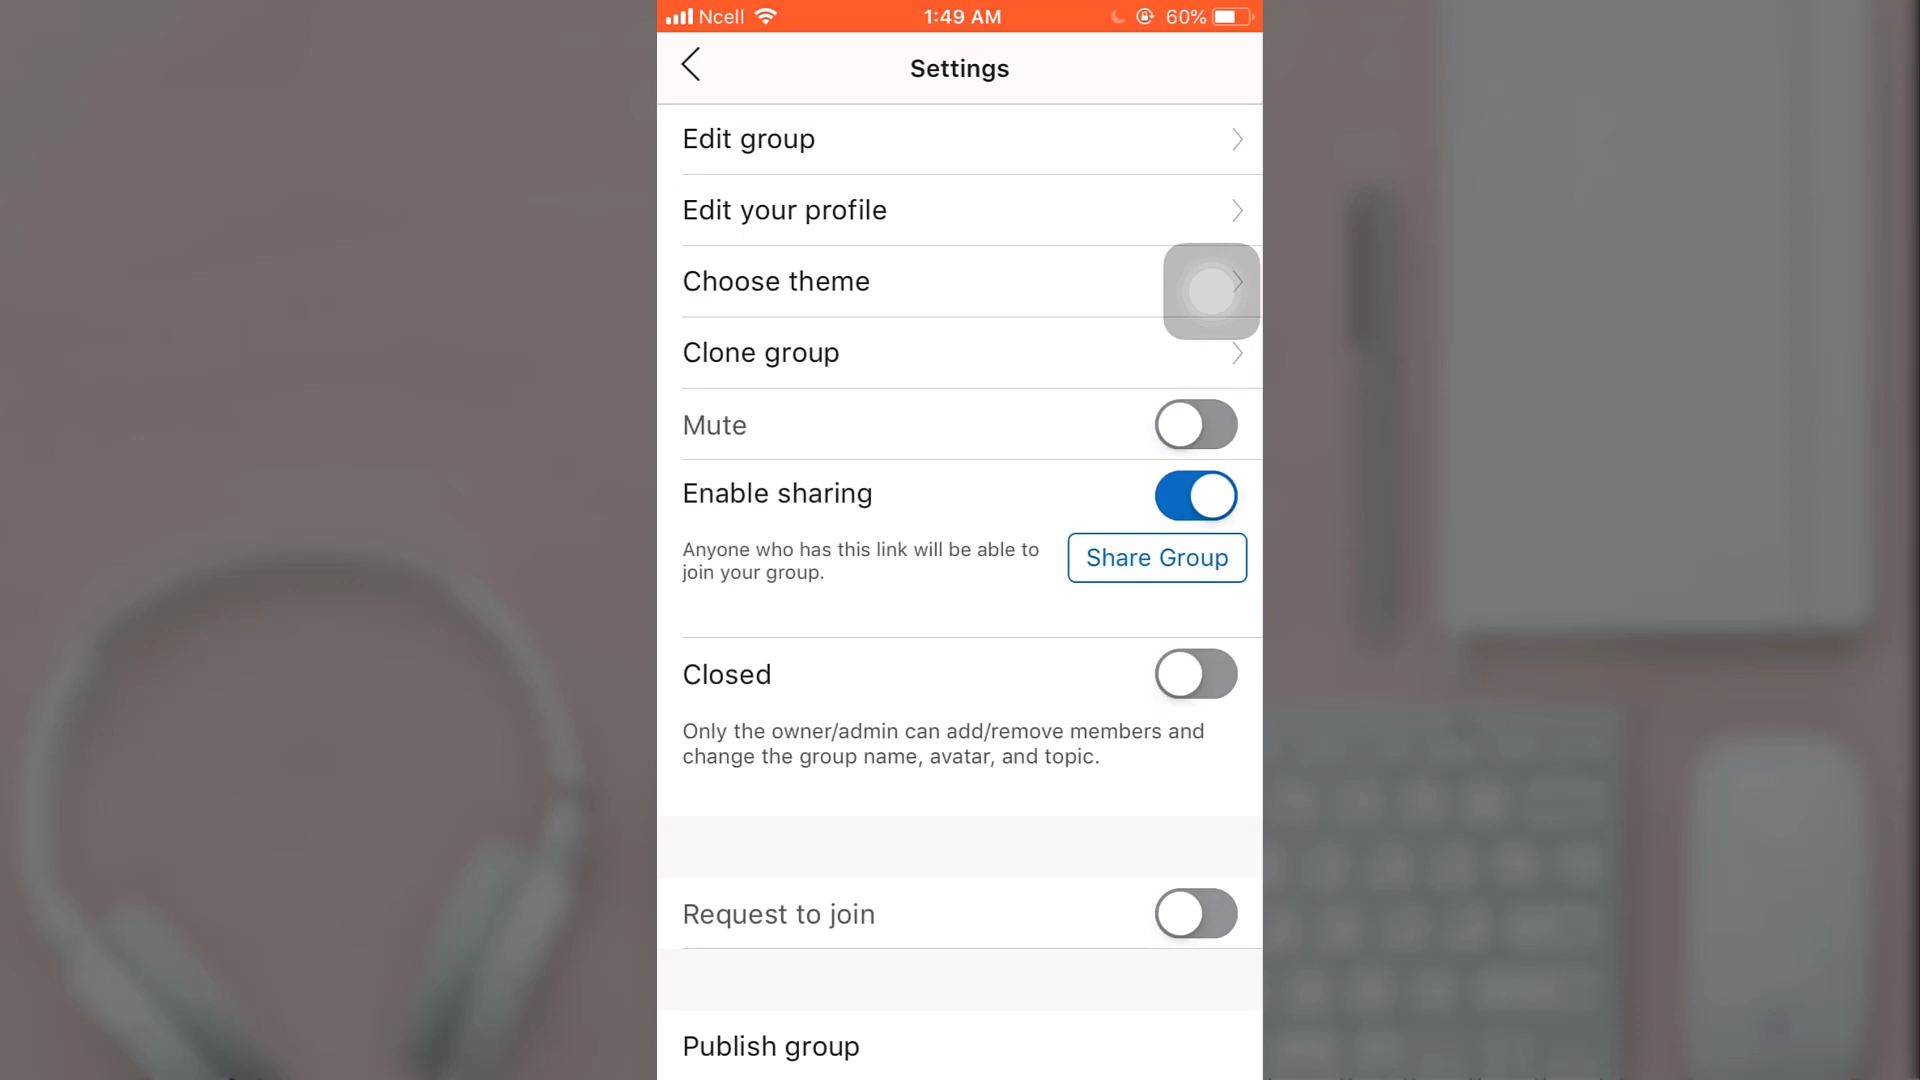 Ncell 1:49 AM 60%
Settings
Edit group
Edit your profile
Choose theme
Clone group
Mute
Enable sharing
Anyone who has this link will be able to
join your group.
Share Group
Closed
Only the owner/admin can add/remove members and
change the group name, avatar, and topic.
Request to join
Publish group